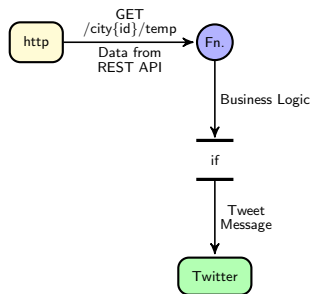 GET
/city{id}/temp
http
Fn.
Data from
REST API
Business Logic
if
Tweet
Message
Twitter